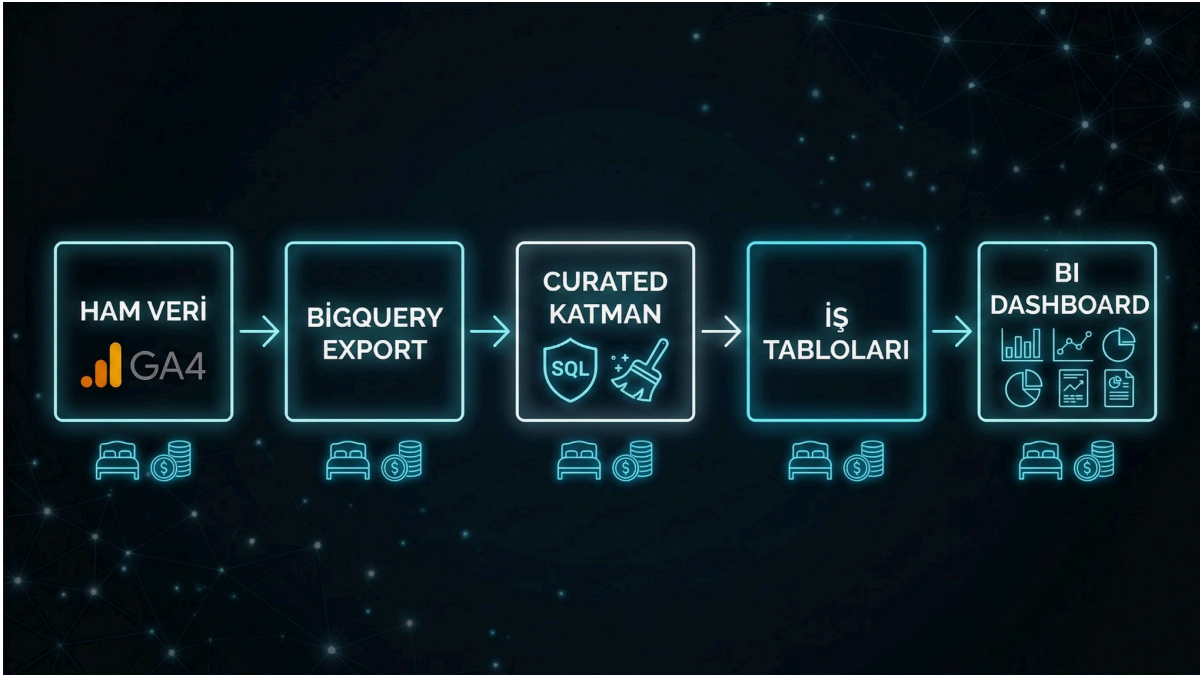 HAM VERİ
GA4
BİGQUERY
EXPORT
CURATED
KATMAN
SQL
İŞ
TABLOLARI
BI
DASHBOARD
$
$
$
$
$